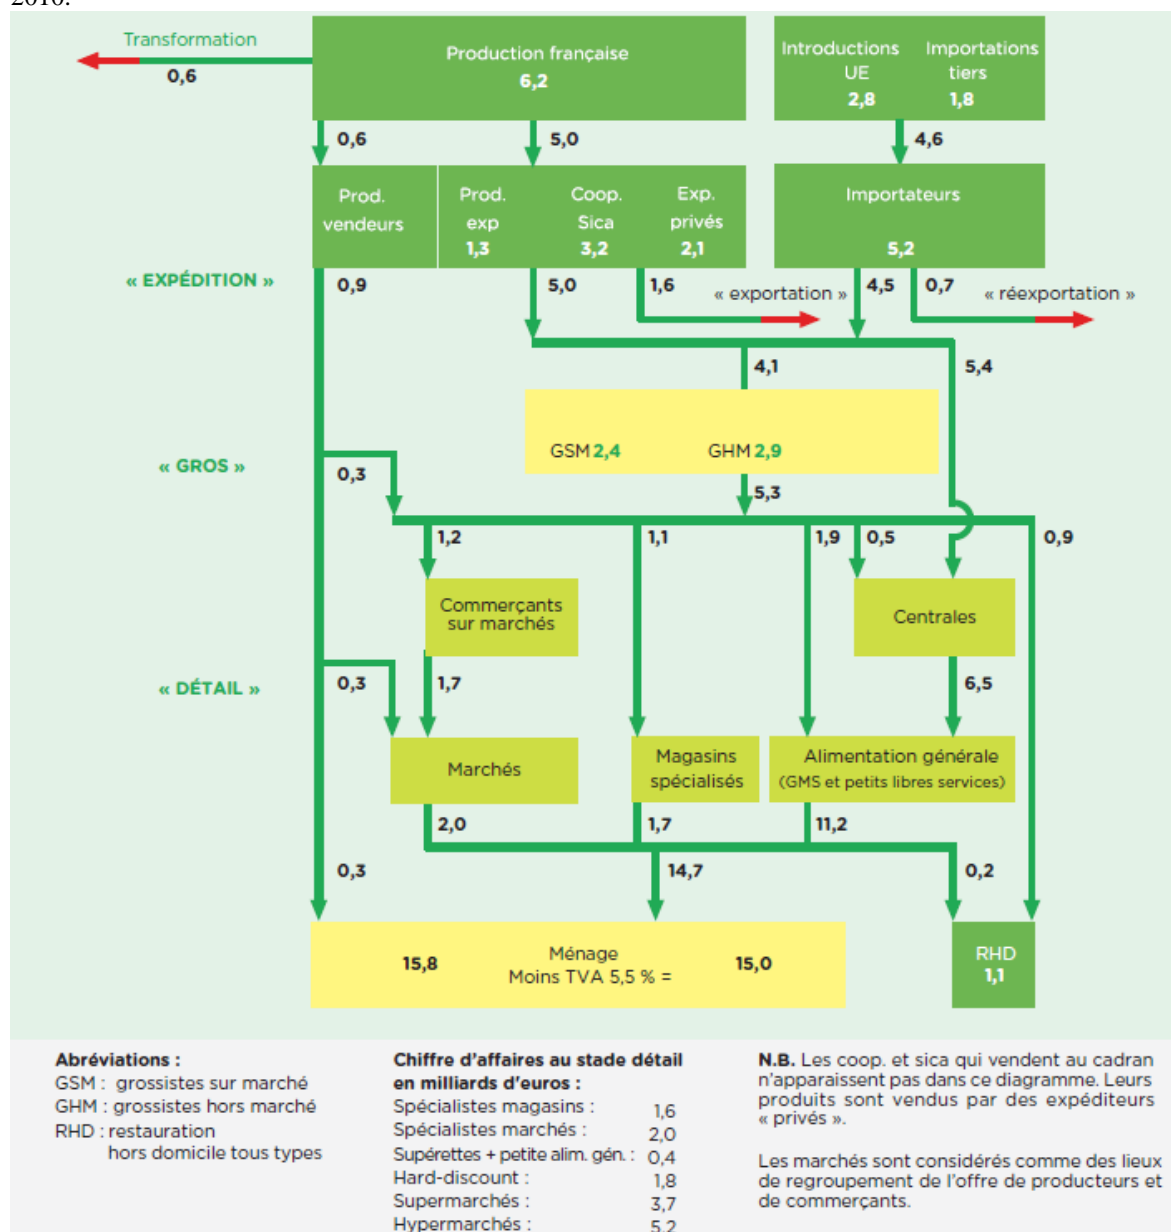 2010.
Transformation
0,6
Production française
6,2
Introductions UE
2,8
Importations tiers
1,8
0,6
5,0
4,6
Prod. vendeurs
Prod. exp
1,3
Coop. Sica
3,2
Exp. privés
2,1
Importateurs
5,2
« EXPÉDITION »
0,9
5,0
1,6
« exportation »
4,5
0,7
« réexportation »
4,1
5,4
GSM 2,4
GHM 2,9
« GROS »
0,3
5,3
1,2
1,1
1,9
0,5
0,9
Commerçants
sur marchés
Centrales
« DÉTAIL »
0,3
1,7
6,5
Marchés
Magasins
spécialisés
Alimentation générale
(GMS et petits libres services)
2,0
1,7
11,2
0,3
14,7
0,2
15,8
Ménage
Moins TVA 5,5 % =
15,0
RHD
1,1
Abréviations :
GSM : grossistes sur marché
GHM : grossistes hors marché
RHD : restauration
hors domicile tous types
Chiffre d'affaires au stade détail
en milliards d'euros :
Spécialistes magasins : 1,6
Spécialistes marchés : 2,0
Supérettes + petite alim. gén. : 0,4
Hard-discount : 1,8
Supermarchés : 3,7
Hypermarchés : 5,2
N.B. Les coop. et sica qui vendent au cadran
n'apparaissent pas dans ce diagramme. Leurs
produits sont vendus par des expéditeurs
« privés ».
Les marchés sont considérés comme des lieux
de regroupement de l'offre de producteurs et
de commerçants.